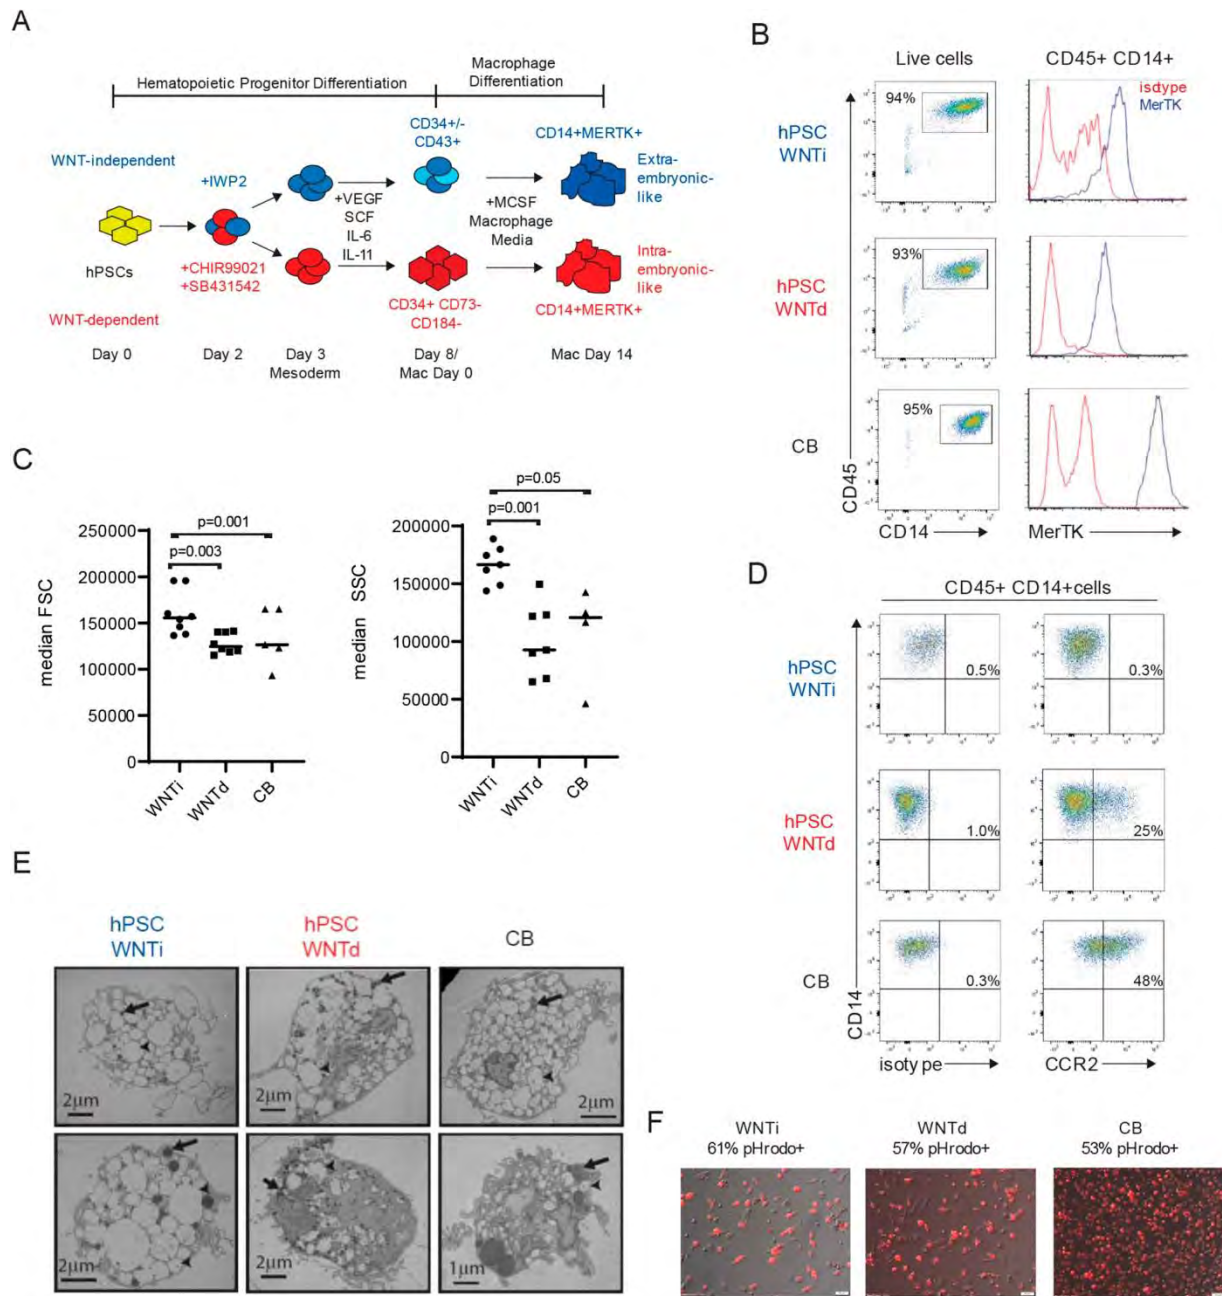 A
Hematopoietic Progenitor Differentiation
Macrophage
Differentiation
WNT-independent
+IWP2
CD34+/-
CD43+
CD14+MERTK+
Extra-
embryonic-
like
hPSCs
+CHIR99021
+SB431542
+VEGF
SCF
IL-6
IL-11
+MCSF
Macrophage
Media
WNT-dependent
CD34+ CD73-
CD184-
CD14+MERTK+
Intra-
embryonic-
like
Day 0
Day 2
Day 3
Mesoderm
Day 8/
Mac Day 0
Mac Day 14
B
Live cells
CD45+ CD14+
hPSC
WNTi
94%
isotype
MerTK
hPSC
WNTd
93%
CB
95%
CD45
CD14
MerTK
C
median FSC
250000
200000
150000
100000
50000
0
p=0.001
p=0.003
WNTi
WNTd
CB
median SSC
200000
150000
100000
50000
0
p=0.05
p=0.001
WNTi
WNTd
CB
D
CD45+ CD14+cells
hPSC
WNTi
0.5%
0.3%
hPSC
WNTd
1.0%
25%
CB
0.3%
48%
CD14
isotype
CCR2
E
hPSC
WNTi
hPSC
WNTd
CB
2μm
2μm
2μm
2μm
2μm
1μm
F
WNTi
61% pHrodo+
WNTd
57% pHrodo+
CB
53% pHrodo+